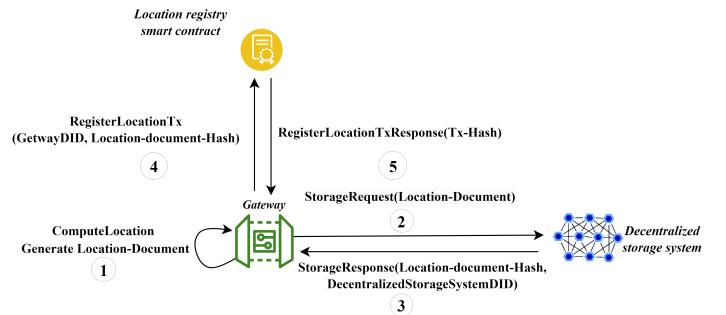 Location registry
smart contract
RegisterLocationTx
(GetwayDID, Location-document-Hash)
4
RegisterLocationTxResponse(Tx-Hash)
5
Gateway
StorageRequest(Location-Document)
2
ComputeLocation
Generate Location-Document
1
Decentralized
storage system
StorageResponse(Location-document-Hash,
DecentralizedStorageSystemDID)
3